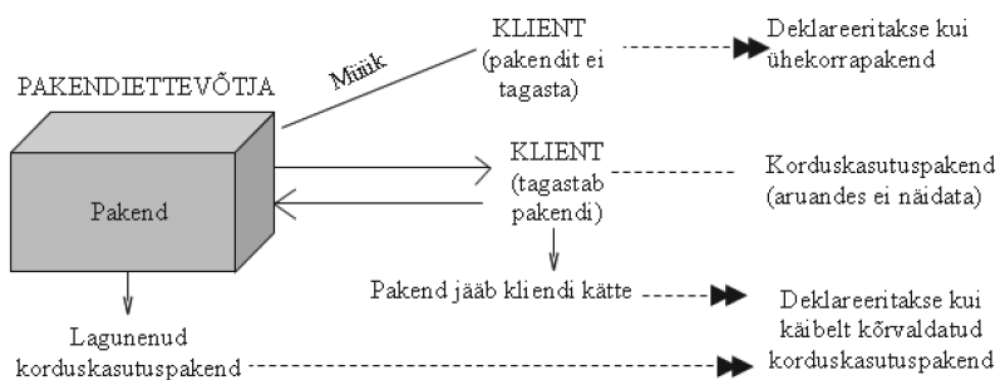 PAKENDIETTEVÕTJA
Pakend
Müük
KLIENT
(pakendit ei
tagasta)
Deklareeritakse kui
ühekorrapakend
KLIENT
(tagastab
pakendi)
Korduskasutuspakend
(aruandes ei näidata)
Pakend jääb kliendi kätte
Deklareeritakse kui
käibelt kõrvaldatud
korduskasutuspakend
Lagunenud
korduskasutuspakend